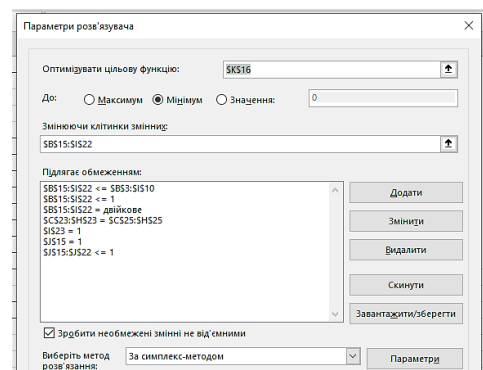 Параметри розв'язувача
Оптимізувати цільову функцію: $K$16
До: Максимум Мінімум Значення: 0
Змінюючи клітинки змінних:
$B$15:$I$22
Підлягає обмеженням:
$B$15:$I$22 <= $B$3:$I$10
$B$15:$I$22 <= 1
$B$15:$I$22 = двійкове
$C$23:$H$23 = $C$25:$H$25
$I$23 = 1
$J$15 = 1
$J$15:$J$22 <= 1
Додати
Змінити
Видалити
Скинути
Завантажити/зберегти
Зробити необмежені змінні не від'ємними
Виберіть метод розв'язання: За симплекс-методом Параметри